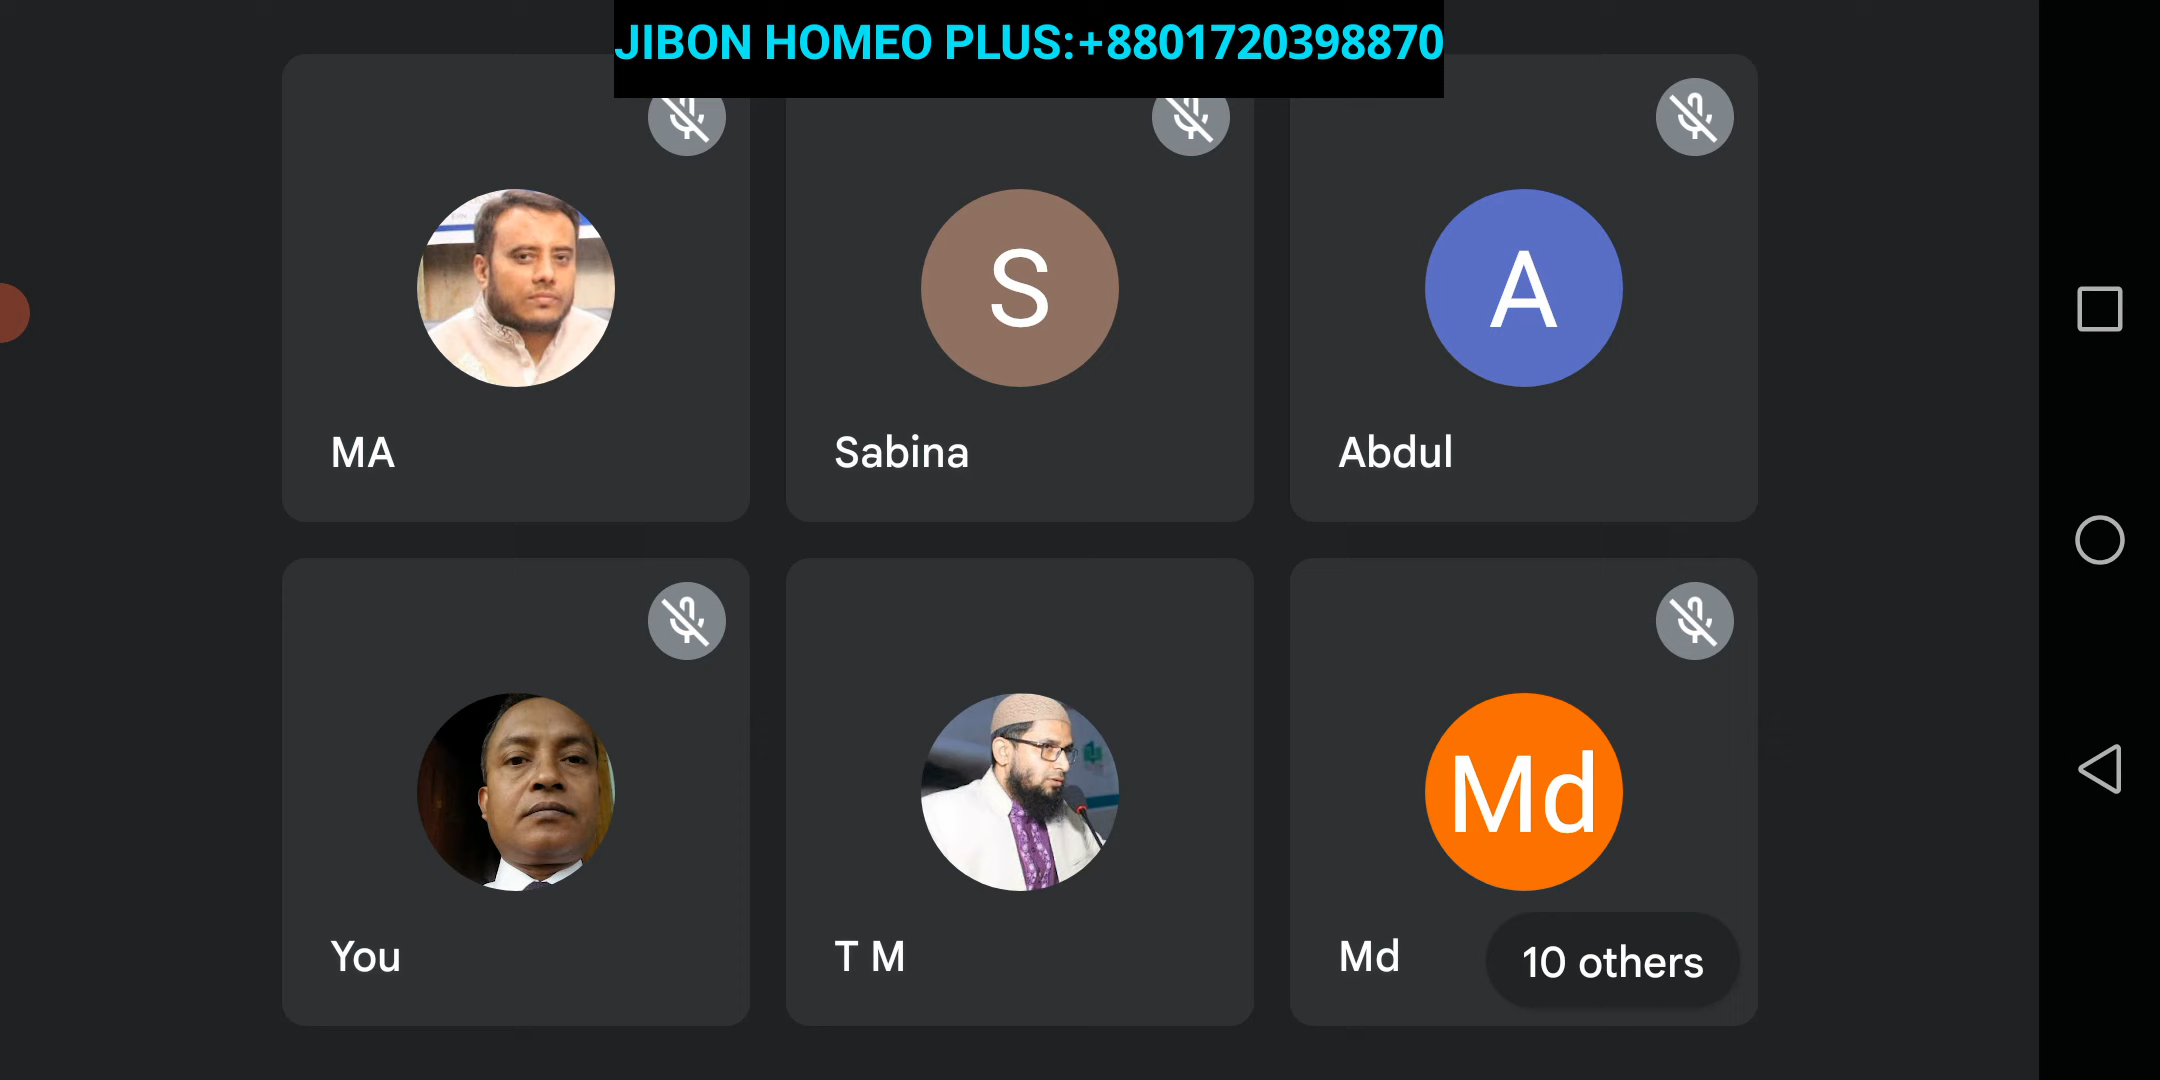 JIBON HOMEO PLUS:+8801720398870
MA
S
Sabina
A
Abdul
You
T M
Md
Md
10 others